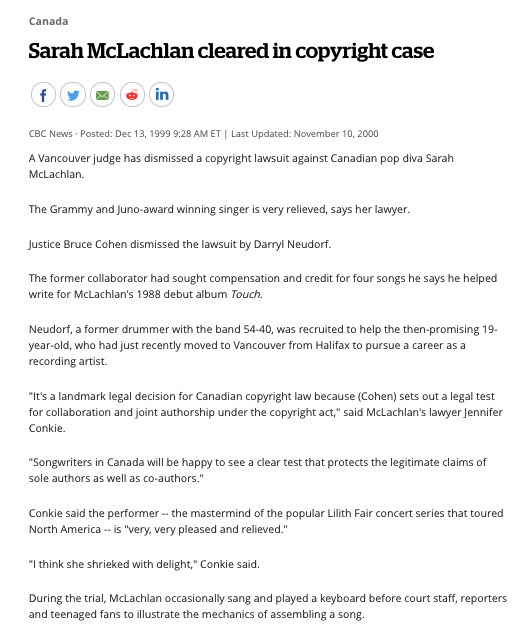 Canada
Sarah McLachlan cleared in copyright case
CBC News · Posted: Dec 13, 1999 9:28 AM ET | Last Updated: November 10, 2000
A Vancouver judge has dismissed a copyright lawsuit against Canadian pop diva Sarah
McLachlan.
The Grammy and Juno-award winning singer is very relieved, says her lawyer.
Justice Bruce Cohen dismissed the lawsuit by Darryl Neudorf.
The former collaborator had sought compensation and credit for four songs he says he helped
write for McLachlan's 1988 debut album Touch.
Neudorf, a former drummer with the band 54-40, was recruited to help the then-promising 19-
year-old, who had just recently moved to Vancouver from Halifax to pursue a career as a
recording artist.
"It's a landmark legal decision for Canadian copyright law because (Cohen) sets out a legal test
for collaboration and joint authorship under the copyright act," said McLachlan's lawyer Jennifer
Conkie.
"Songwriters in Canada will be happy to see a clear test that protects the legitimate claims of
sole authors as well as co-authors."
Conkie said the performer -- the mastermind of the popular Lilith Fair concert series that toured
North America -- is "very, very pleased and relieved."
"I think she shrieked with delight," Conkie said.
During the trial, McLachlan occasionally sang and played a keyboard before court staff, reporters
and teenaged fans to illustrate the mechanics of assembling a song.